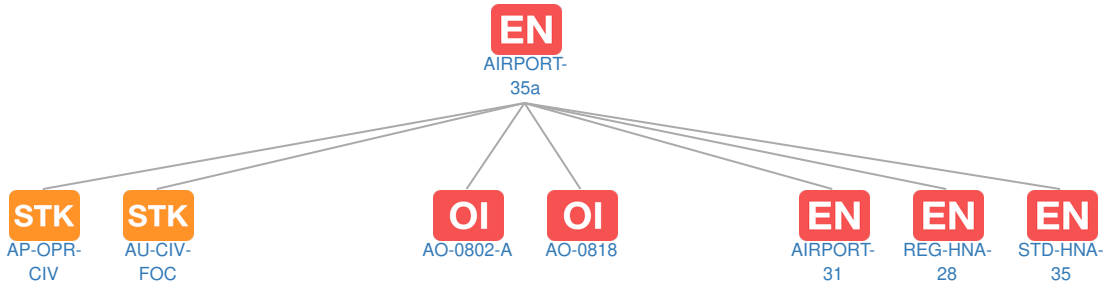 EN
AIRPORT-
35a
STK
AP-OPR-
CIV
STK
AU-CIV-
FOC
OI
AO-0802-A
OI
AO-0818
EN
AIRPORT-
31
EN
REG-HNA-
28
EN
STD-HNA-
35